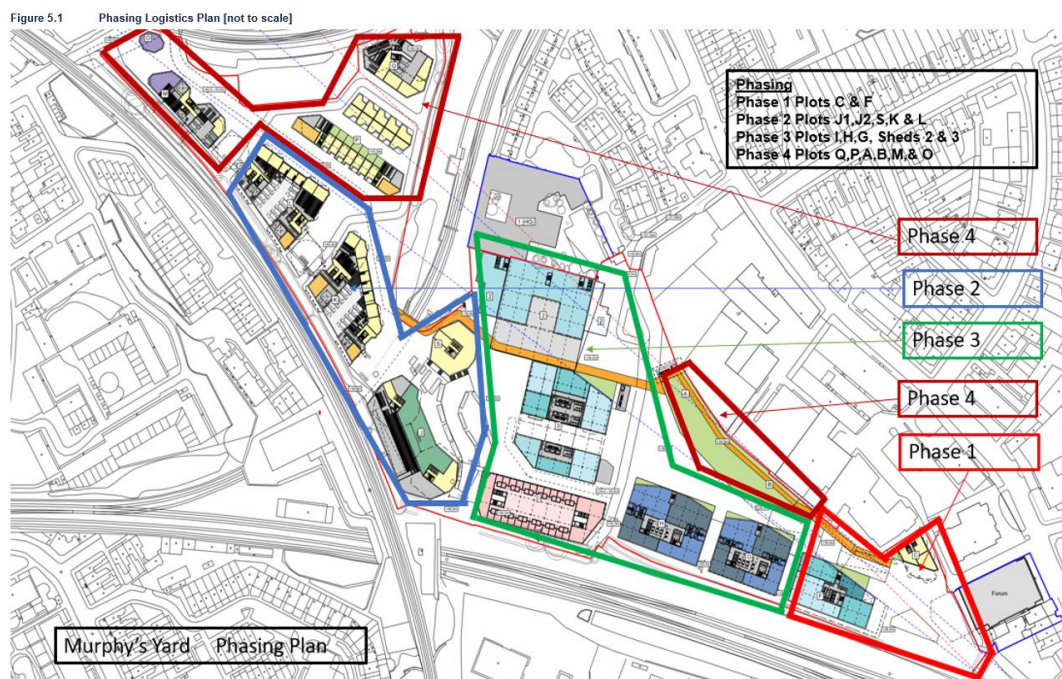 Figure 5.1 Phasing Logistics Plan [not to scale]
Phasing
Phase 1 Plots C & F
Phase 2 Plots J1,J2,S,K & L
Phase 3 Plots I,H,G, Sheds 2 & 3
Phase 4 Plots Q,P,A,B,M,& O
Phase 4
Phase 2
Phase 3
Phase 4
Phase 1
1 (HQ)
Forum
Murphy's Yard Phasing Plan